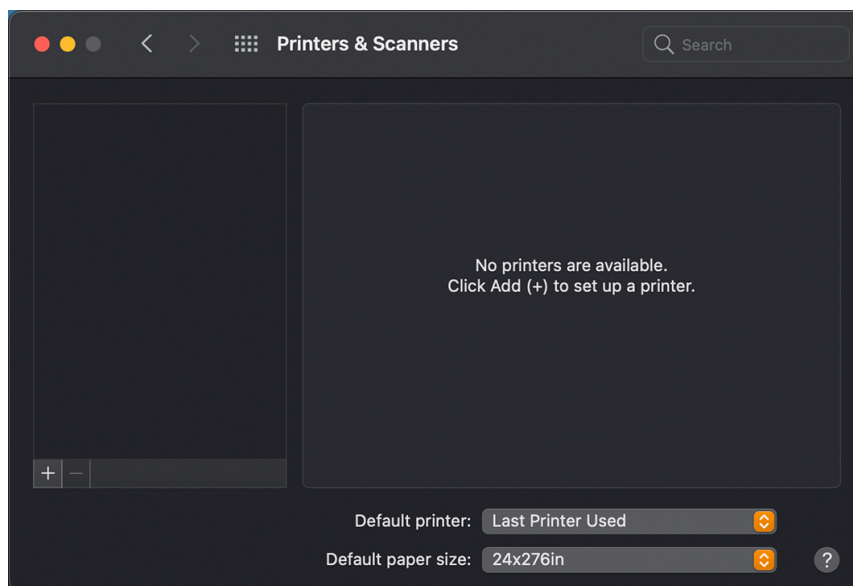 Printers & Scanners
Search
No printers are available.
Click Add (+) to set up a printer.
Default printer: Last Printer Used
Default paper size: 24x276in
?